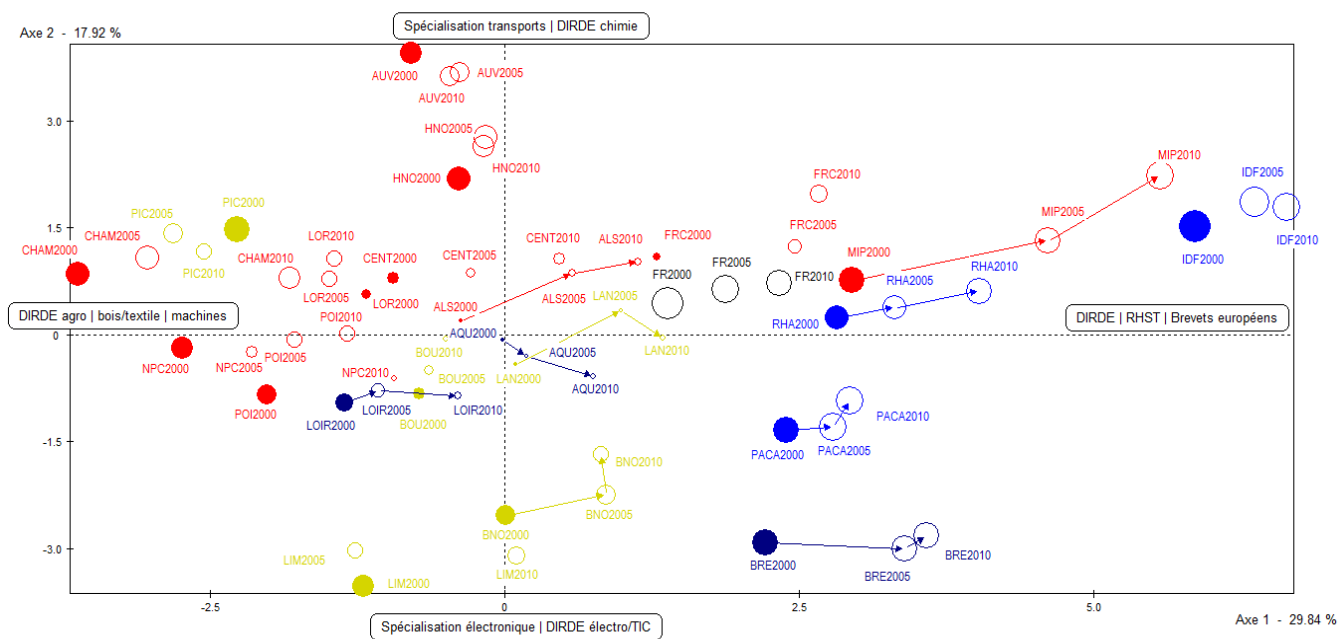 Spécialisation transports | DIRDE chimie
Axe 2 - 17.92 %
AUV2000
AUV2005
AUV2010
3.0
HNO2005
HNO2010
HNO2000
MIP2010
IDF2005
FRC2010
PIC2005
PIC2000
IDF2010
1.5
CHAM2005
MIP2005
FRC2005
CHAM2000
LOR2010
CENT2010
ALS2010
FRC2000
PIC2010
CHAM2010
CENT2000
CENT2005
MIP2000
IDF2000
FR2000
FR2005
FR2010
RHA2005
RHA2010
LOR2005
LOR2000
ALS2000
ALS2005
LAN2005
DIRDE agro | bois/textile | machines
POI2010
RHA2000
DIRDE | RHST | Brevets européens
0
AQU2000
BOU2010
AQU2005
LAN2010
POI2005
NPC2000
NPC2005
NPC2010
BOU2005
LAN2000
AQU2010
POI2000
LOIR2000
LOIR2005
LOIR2010
BOU2000
PACA2010
-1.5
PACA2000
PACA2005
BNO2010
BNO2005
BNO2000
-3.0
LIM2005
LIM2010
LIM2000
BRE2000
BRE2005
BRE2010
-2.5
0
2.5
5.0
Spécialisation électronique | DIRDE électro/TIC
Axe 1 - 29.84 %